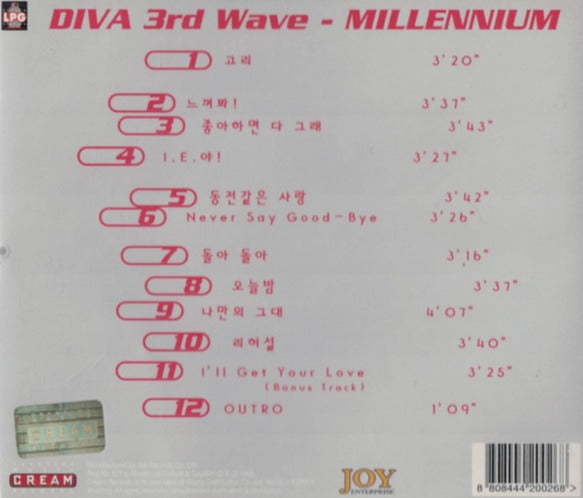 LPG
DIVA 3rd Wave - MILLENNIUM
1 고리 3'20"
2 느껴봐! 3'37"
3 좋아하면 다 그래 3'43"
4 I.E.야! 3'27"
5 동전같은 사랑 3'42"
6 Never Say Good-Bye 3'26"
7 돌아 돌아 3'16"
8 오늘밤 3'37"
9 나만의 그대 4'07"
10 리허설 3'40"
11 I'll Get Your Love 3'25"
(Bonus Track)
12 OUTRO 1'09"
CREAM
CREAM
JOY
ENTERPRISE
8 808444 200268 >